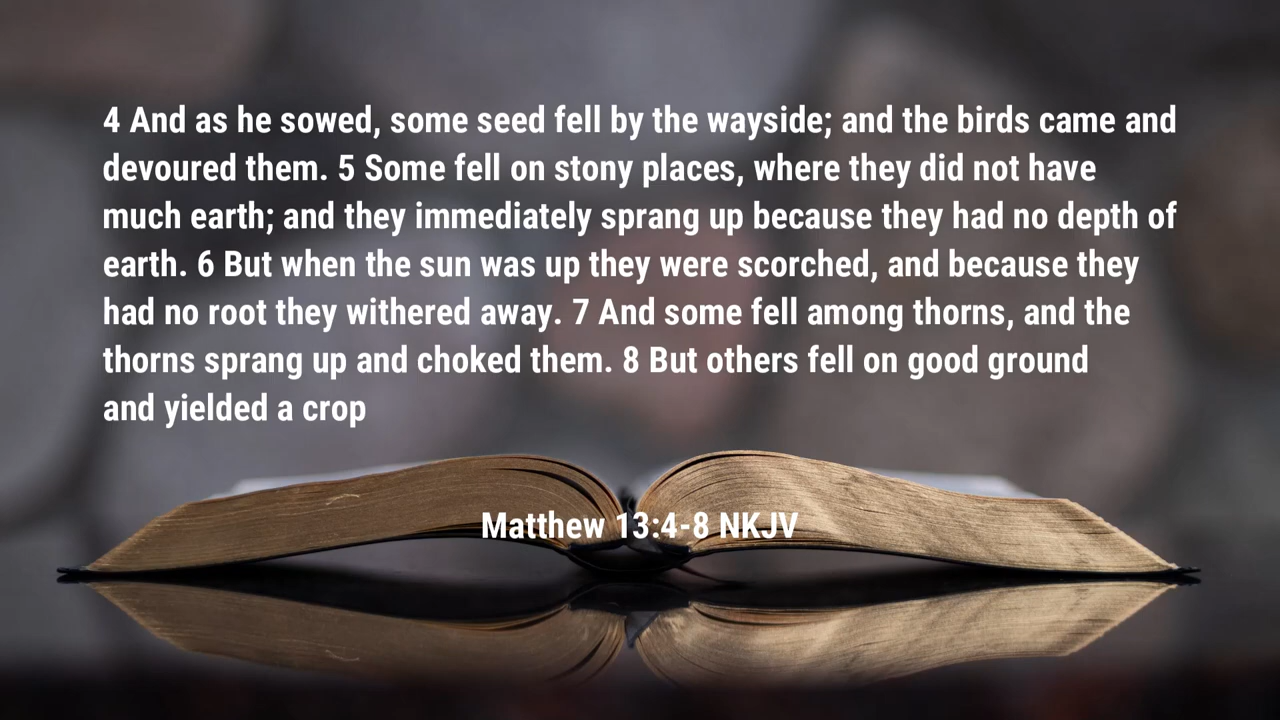 4 And as he sowed, some seed fell by the wayside; and the birds came and
devoured them. 5 Some fell on stony places, where they did not have
much earth; and they immediately sprang up because they had no depth of
earth. 6 But when the sun was up they were scorched, and because they
had no root they withered away. 7 And some fell among thorns, and the
thorns sprang up and choked them. 8 But others fell on good ground
and yielded a crop
Matthew 13:4-8 NKJV